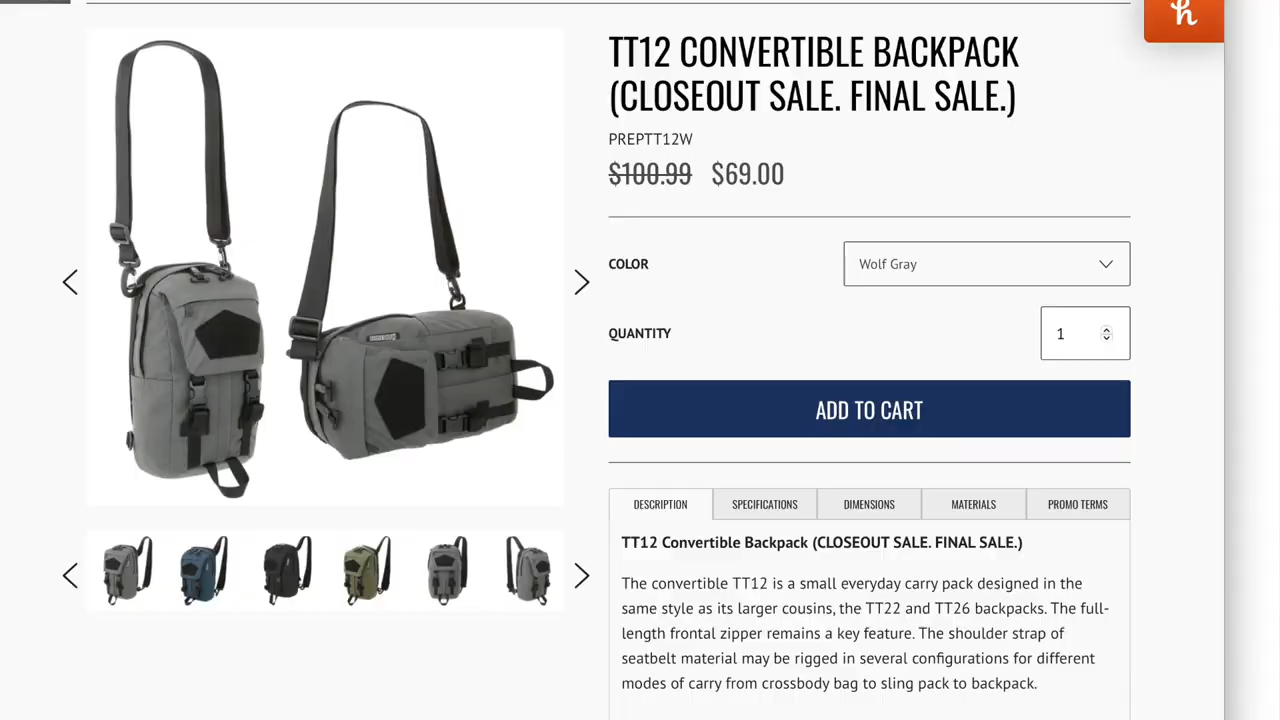 TT12 CONVERTIBLE BACKPACK
(CLOSEOUT SALE. FINAL SALE.)
PREPTT12W
$100.99 $69.00
COLOR
Wolf Gray
QUANTITY
1
ADD TO CART
DESCRIPTION
SPECIFICATIONS
DIMENSIONS
MATERIALS
PROMO TERMS
TT12 Convertible Backpack (CLOSEOUT SALE. FINAL SALE.)
The convertible TT12 is a small everyday carry pack designed in the
same style as its larger cousins, the TT22 and TT26 backpacks. The full-
length frontal zipper remains a key feature. The shoulder strap of
seatbelt material may be rigged in several configurations for different
modes of carry from crossbody bag to sling pack to backpack.